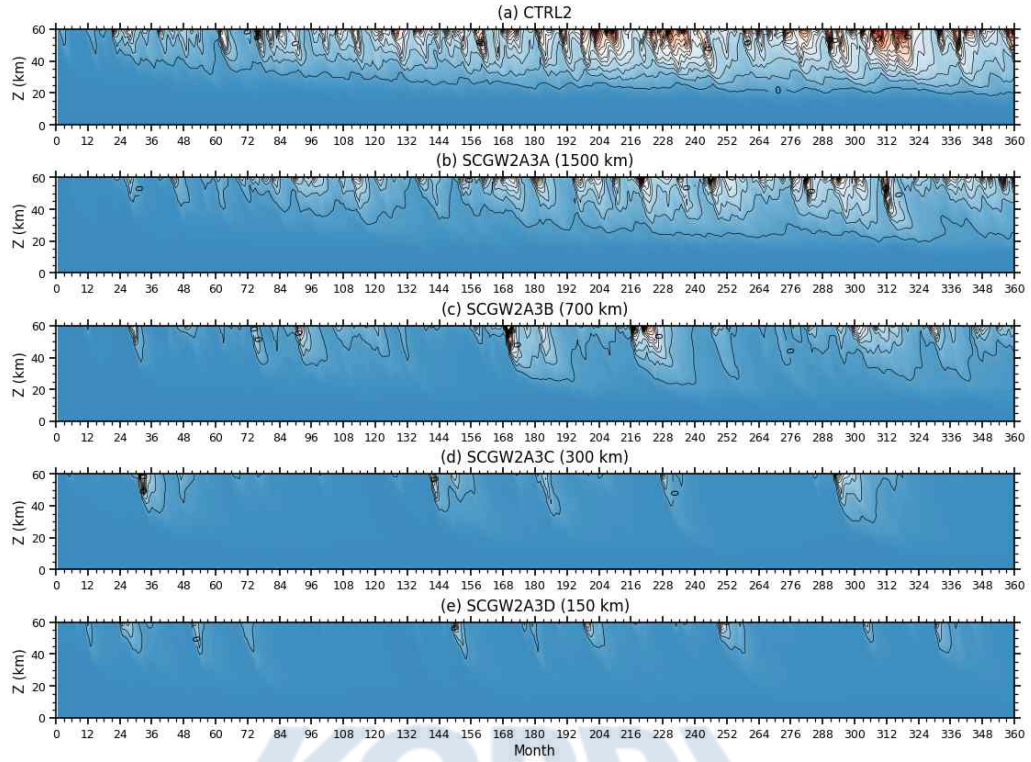 (a) CTRL2
Z (km)
60
40
20
0
0 12 24 36 48 60 72 84 96 108 120 132 144 156 168 180 192 204 216 228 240 252 264 276 288 300 312 324 336 348 360
(b) SCGW2A3A (1500 km)
Z (km)
60
40
20
0
0 12 24 36 48 60 72 84 96 108 120 132 144 156 168 180 192 204 216 228 240 252 264 276 288 300 312 324 336 348 360
(c) SCGW2A3B (700 km)
Z (km)
60
40
20
0
0 12 24 36 48 60 72 84 96 108 120 132 144 156 168 180 192 204 216 228 240 252 264 276 288 300 312 324 336 348 360
(d) SCGW2A3C (300 km)
Z (km)
60
40
20
0
0 12 24 36 48 60 72 84 96 108 120 132 144 156 168 180 192 204 216 228 240 252 264 276 288 300 312 324 336 348 360
(e) SCGW2A3D (150 km)
Z (km)
60
40
20
0
0 12 24 36 48 60 72 84 96 108 120 132 144 156 168 180 192 204 216 228 240 252 264 276 288 300 312 324 336 348 360
Month